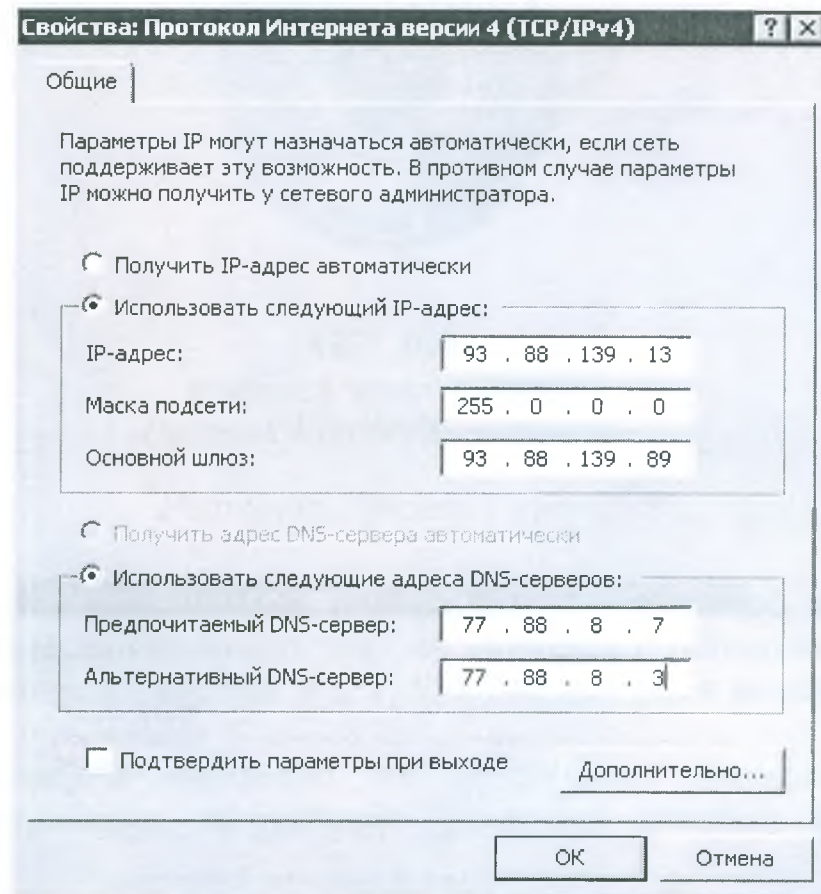 Свойства: Протокол Интернета версии 4 (TCP/IPv4)
Общие
Параметры IP могут назначаться автоматически, если сеть
поддерживает эту возможность. В противном случае параметры
IP можно получить у сетевого администратора.
Получить IP-адрес автоматически
Использовать следующий IP-адрес:
IP-адрес: 93 . 88 . 139 . 13
Маска подсети: 255 . 0 . 0 . 0
Основной шлюз: 93 . 88 . 139 . 89
Получить адрес DNS-сервера автоматически
Использовать следующие адреса DNS-серверов:
Предпочитаемый DNS-сервер: 77 . 88 . 8 . 7
Альтернативный DNS-сервер: 77 . 88 . 8 . 3
Подтвердить параметры при выходе
Дополнительно...
ОК Отмена